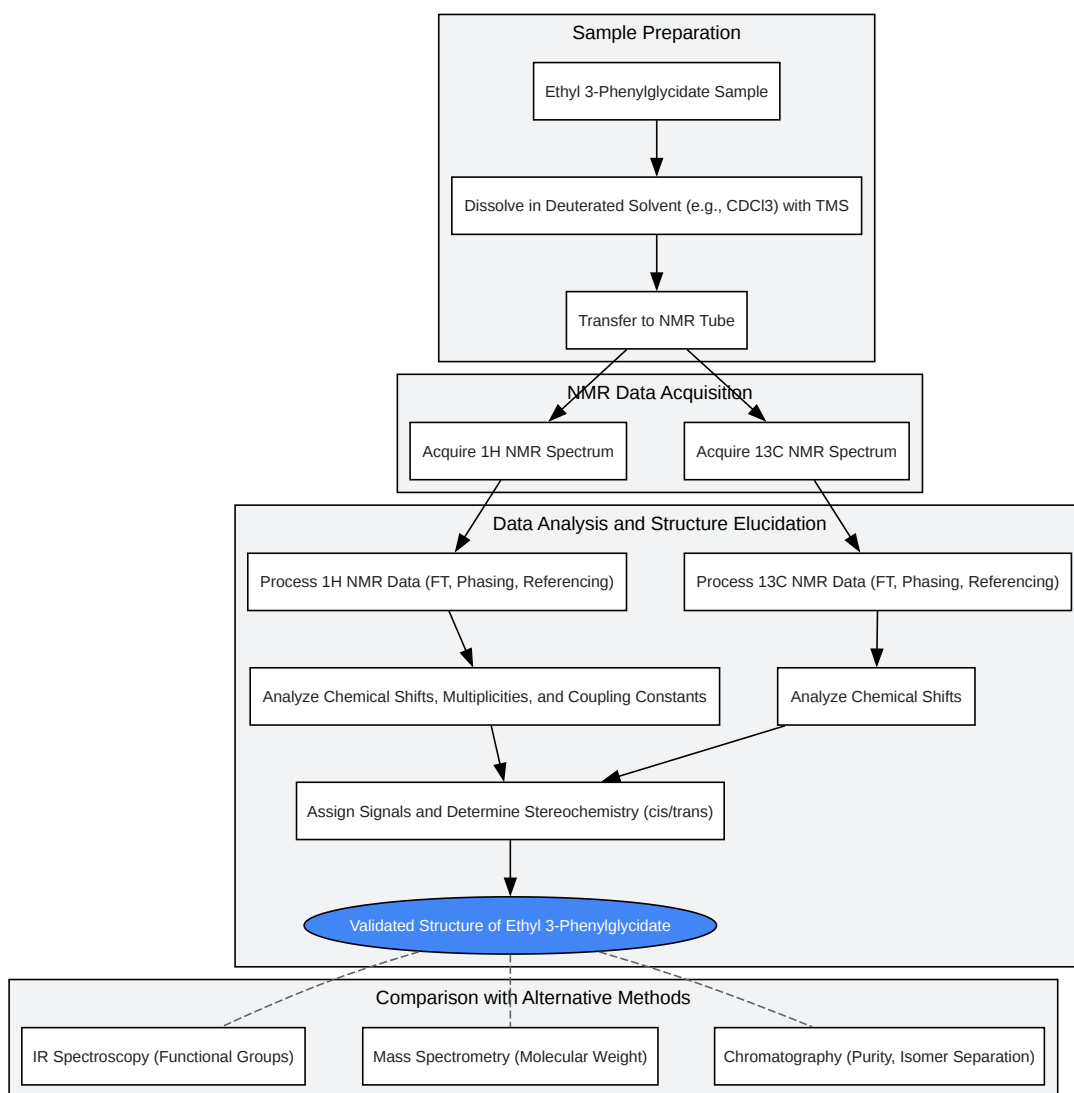 Sample Preparation
Ethyl 3-Phenylglycidate Sample
Dissolve in Deuterated Solvent (e.g., CDCl3) with TMS
Transfer to NMR Tube
NMR Data Acquisition
Acquire 1H NMR Spectrum
Acquire 13C NMR Spectrum
Data Analysis and Structure Elucidation
Process 1H NMR Data (FT, Phasing, Referencing)
Process 13C NMR Data (FT, Phasing, Referencing)
Analyze Chemical Shifts, Multiplicities, and Coupling Constants
Analyze Chemical Shifts
Assign Signals and Determine Stereochemistry (cis/trans)
Validated Structure of Ethyl 3-Phenylglycidate
Comparison with Alternative Methods
IR Spectroscopy (Functional Groups)
Mass Spectrometry (Molecular Weight)
Chromatography (Purity, Isomer Separation)